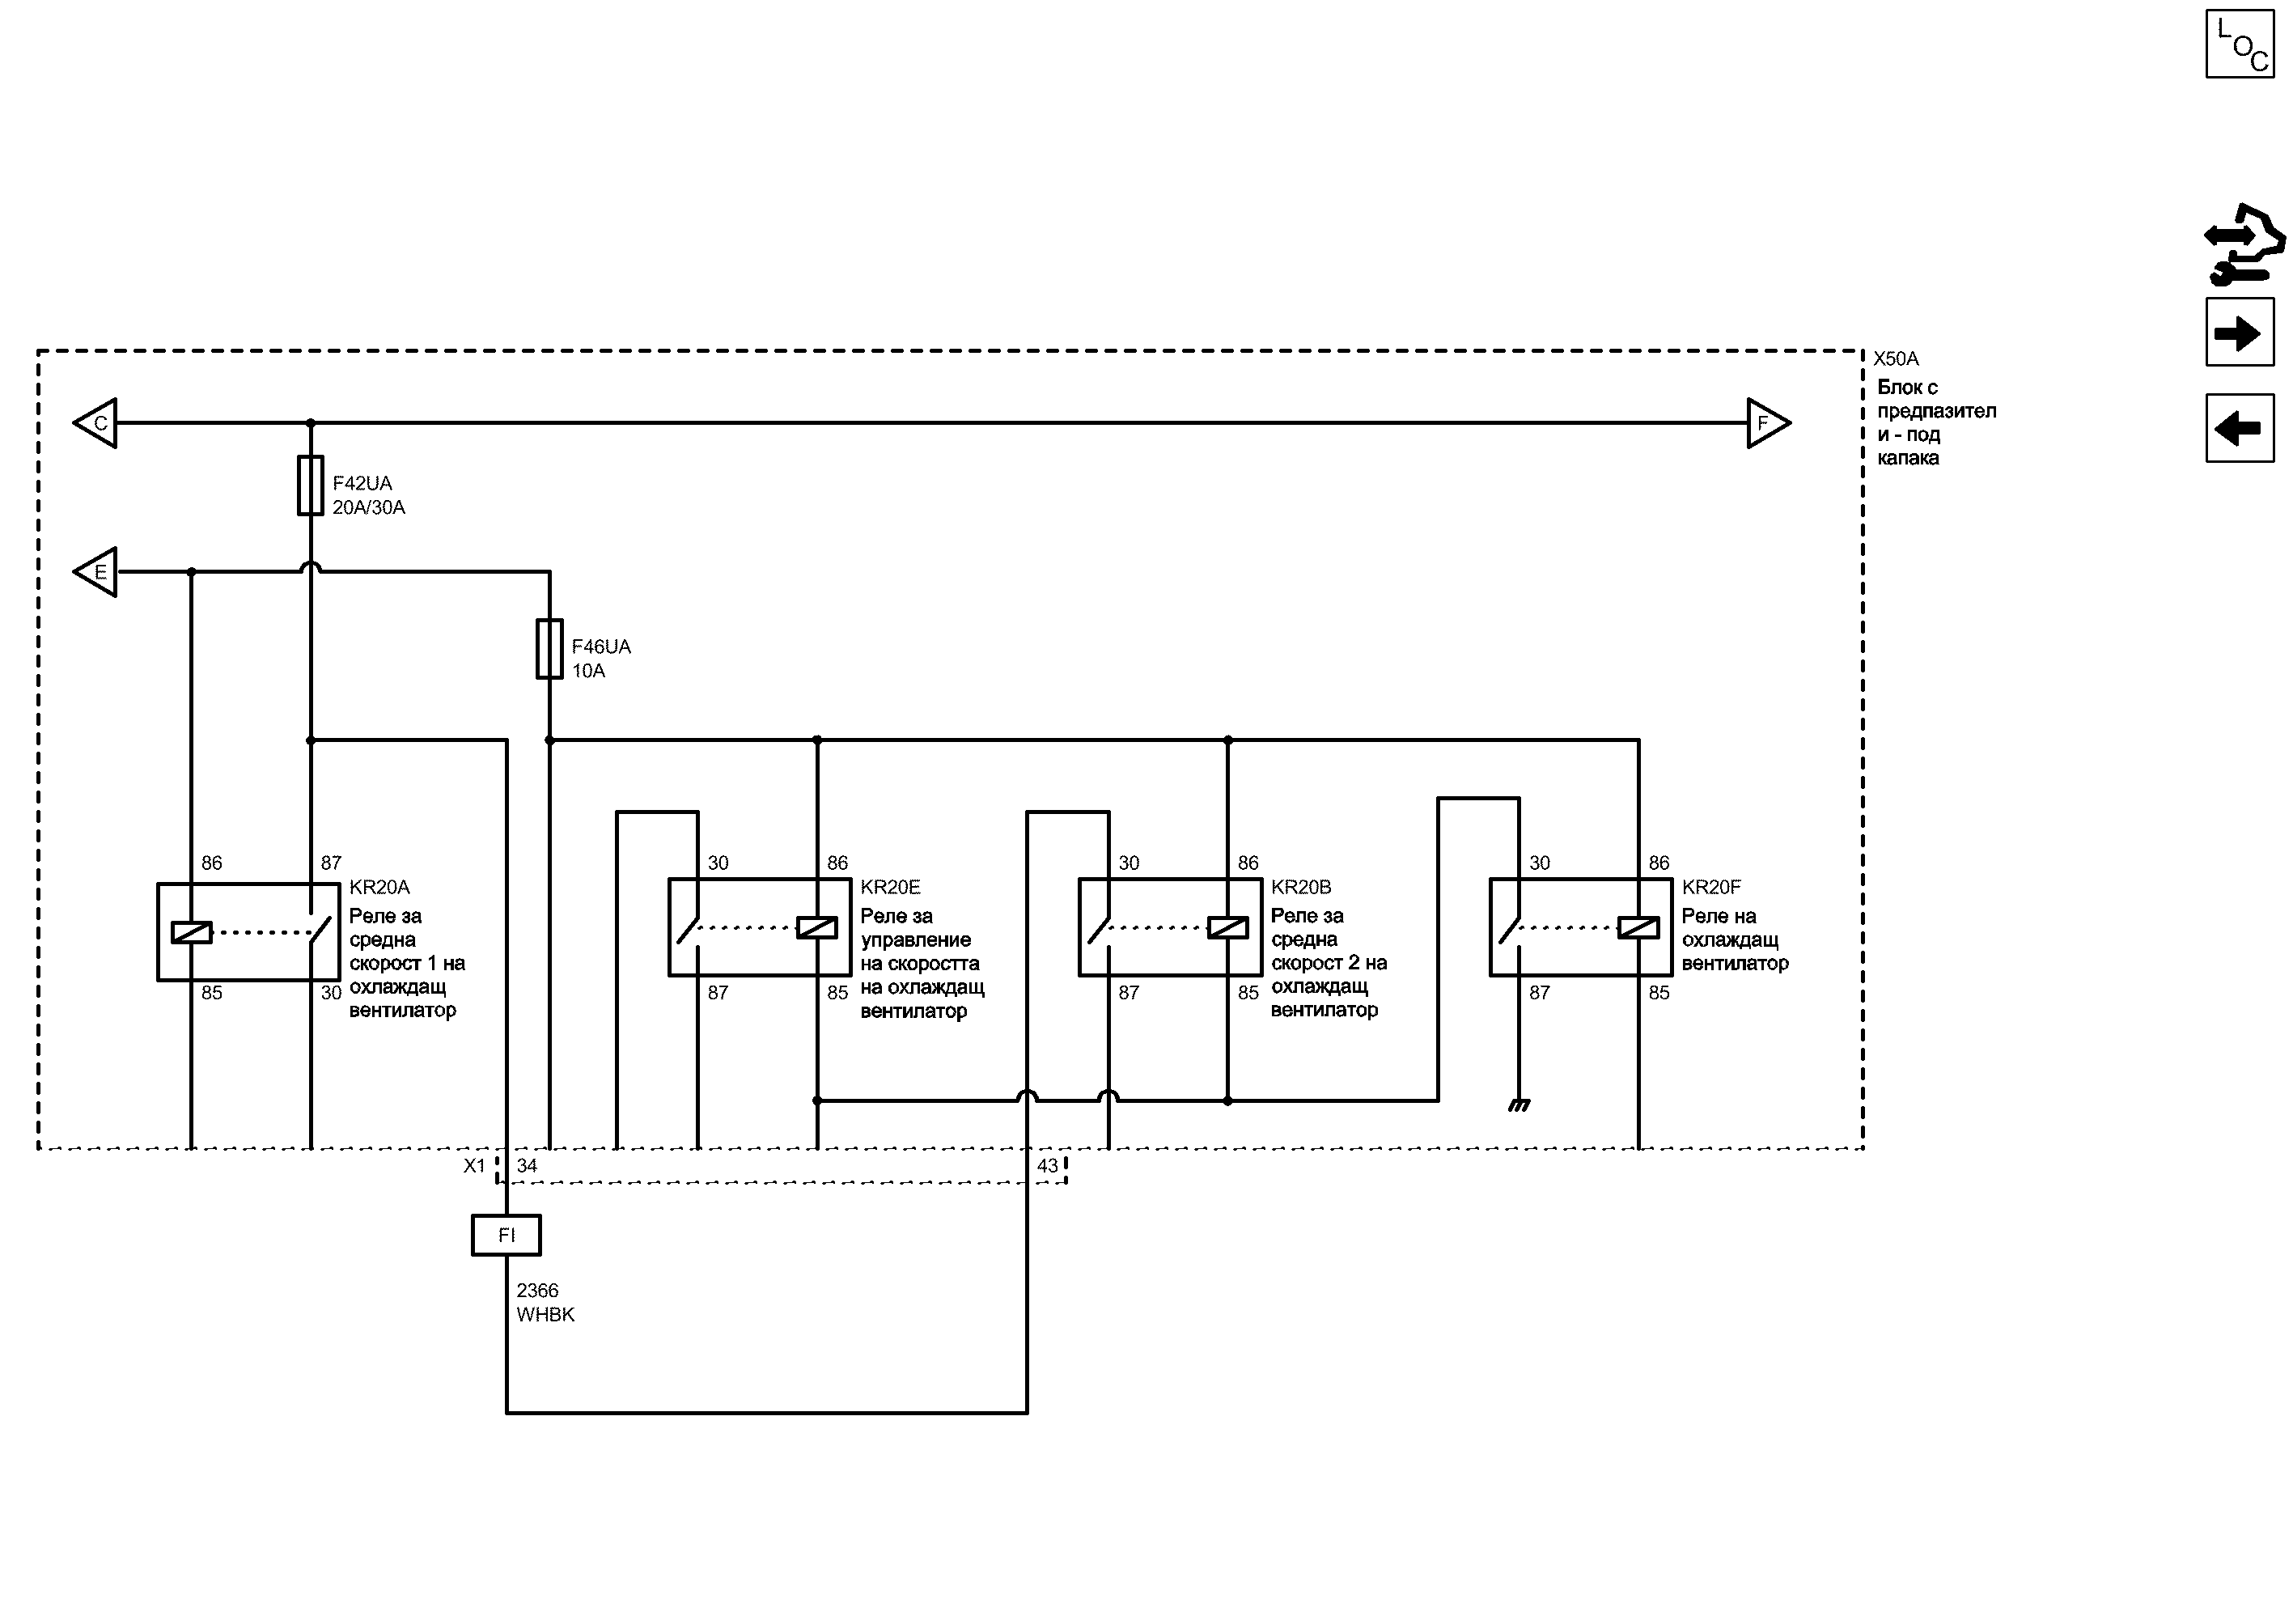 LOC
X50A
Блок с
предпазител
и - под
капака
C
F
F42UA
20A/30A
E
F46UA
10A
86
87
KR20A
Реле за
средна
скорост 1 на
охлаждащ
вентилатор
85
30
30
86
KR20E
Реле за
управление
на скоростта
на охлаждащ
вентилатор
87
85
30
86
KR20B
Реле за
средна
скорост 2 на
охлаждащ
вентилатор
87
85
30
86
KR20F
Реле на
охлаждащ
вентилатор
87
85
X1
34
43
FI
2366
WHBK